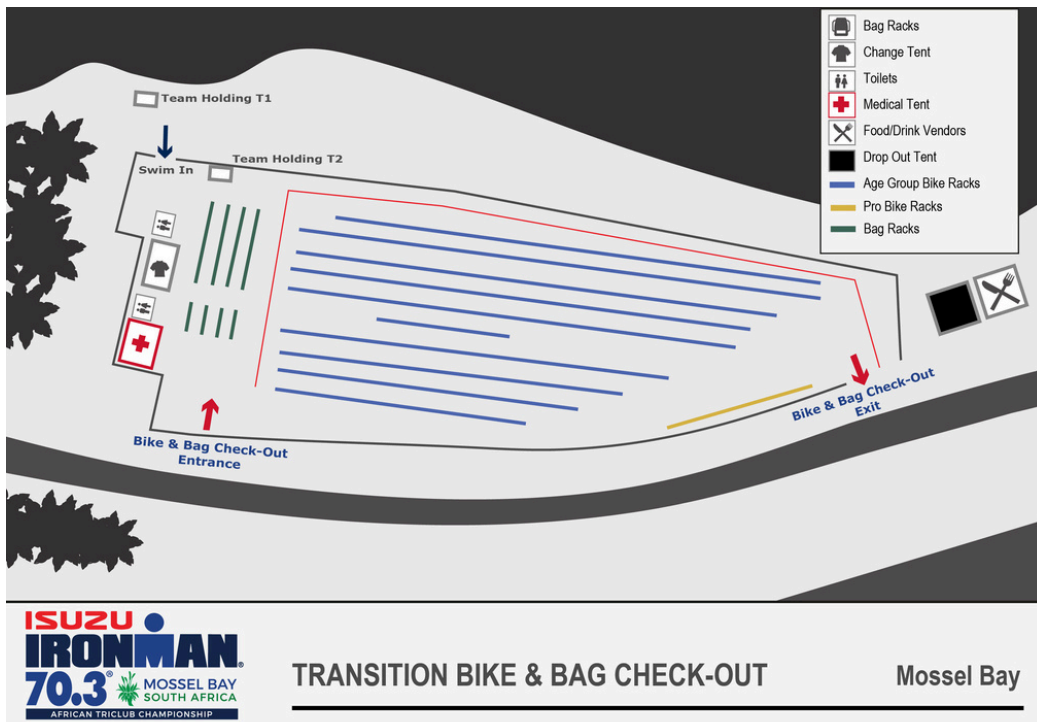 Bag Racks
Change Tent
Toilets
Medical Tent
Food/Drink Vendors
Drop Out Tent
Age Group Bike Racks
Pro Bike Racks
Bag Racks
Team Holding T1
Team Holding T2
Swim In
Bike & Bag Check-Out
Exit
Bike & Bag Check-Out
Entrance
ISUZU
IRONMAN®
70.3®
MOSSEL BAY
SOUTH AFRICA
AFRICAN TRICLUB CHAMPIONSHIP
TRANSITION BIKE & BAG CHECK-OUT
Mossel Bay